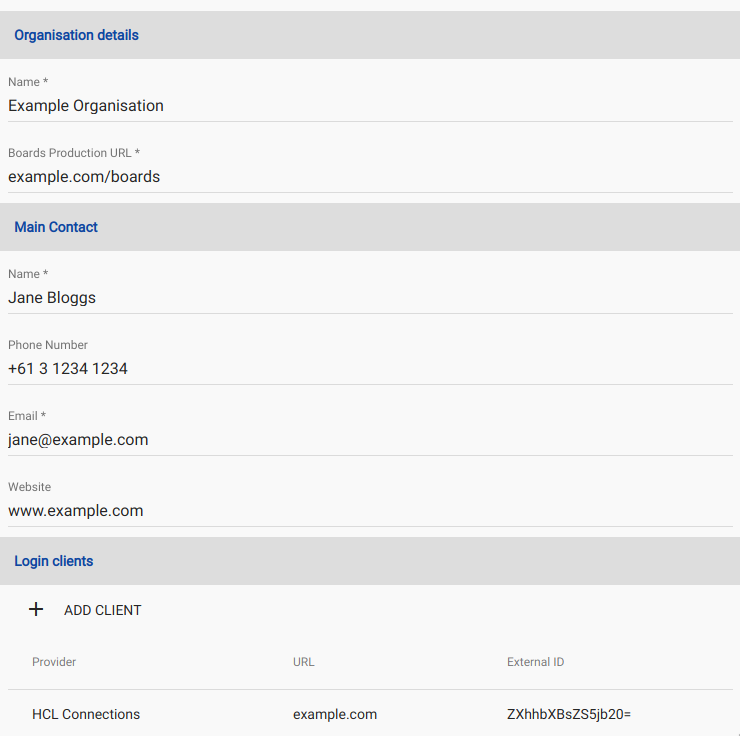 Organisation details
Name *
Example Organisation
Boards Production URL *
example.com/boards
Main Contact
Name *
Jane Bloggs
Phone Number
+61 3 1234 1234
Email *
jane@example.com
Website
www.example.com
Login clients
+ ADD CLIENT
Provider URL External ID
HCL Connections example.com ZXhhbXBsZS5jb20=